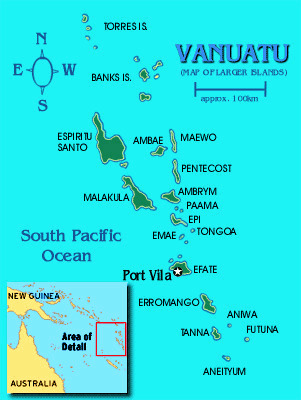 TORRES IS.
N
E W
S
VANUATU
(MAP OF LARGER ISLANDS)
approx. 100km
BANKS IS.
ESPIRITU
SANTO
AMBAE
MAEWO
PENTECOST
MALAKULA
AMBRYM
PAAMA
EPI
TONGOA
EMAE
South Pacific
Ocean
Port Vila
EFATE
ERROMANGO
ANIWA
TANNA
FUTUNA
ANEITYUM
NEW GUINEA
Area of
Detail
AUSTRALIA